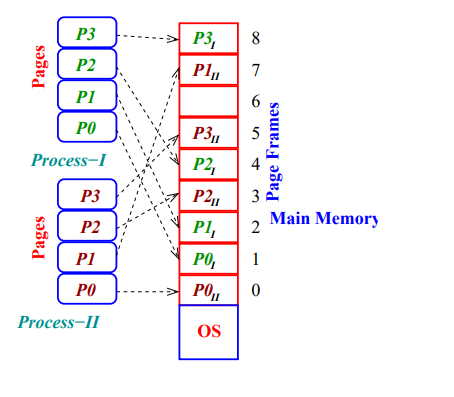 Pages
P3
P2
P1
P0
Process-I
Pages
P3
P2
P1
P0
Process-II
P3I 8
P1II 7
6
P3II 5
P2I 4
P2II 3
P1I 2
P0I 1
P0II 0
OS
Page Frames
Main Memory